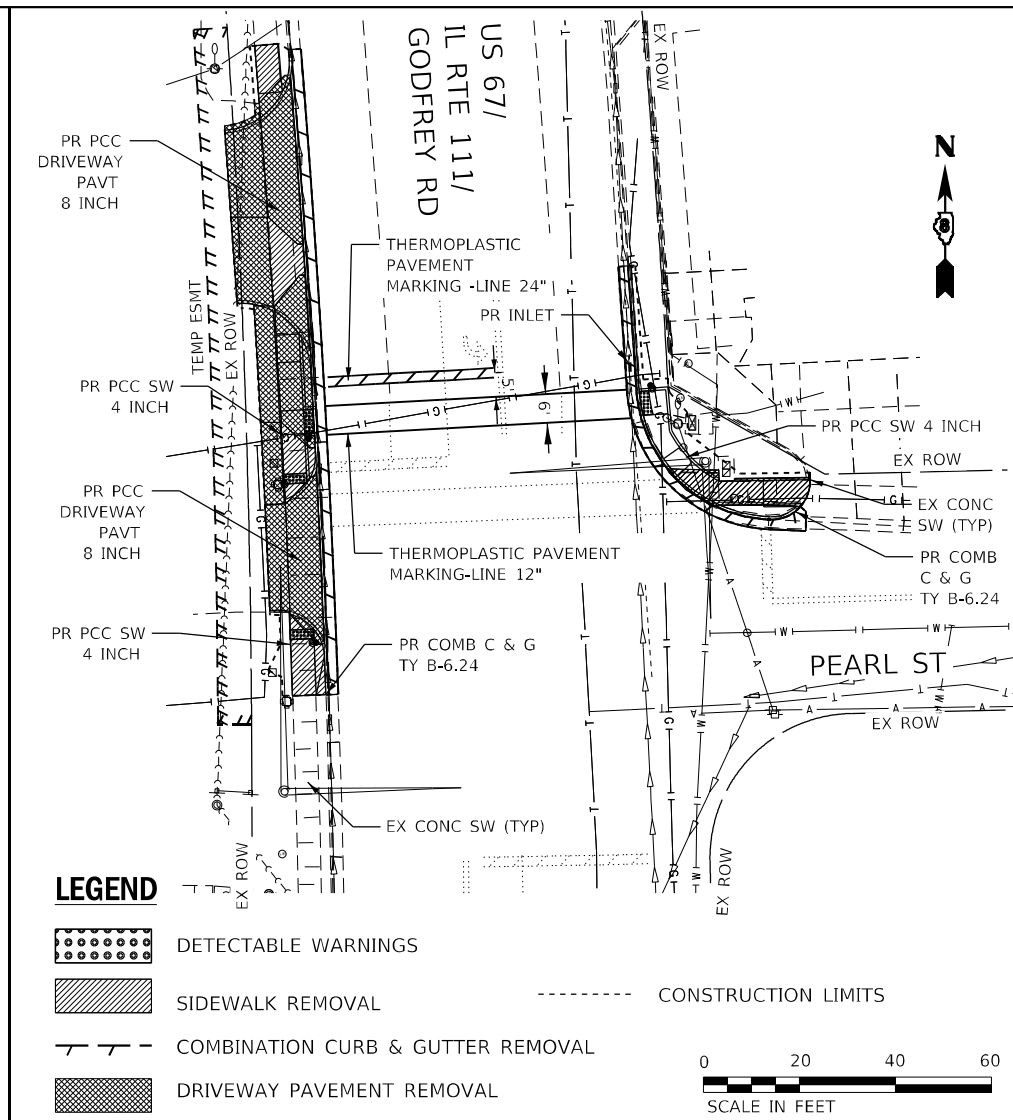 US 67/
IL RTE 111/
GODFREY RD
EX ROW
N
8
PR PCC
DRIVEWAY
PAVT
8 INCH
THERMOPLASTIC
PAVEMENT
MARKING -LINE 24"
PR INLET
TEMP ESMT
EX ROW
4'
5'
6'
PR PCC SW
4 INCH
PR PCC SW 4 INCH
EX ROW
PR PCC
DRIVEWAY
PAVT
8 INCH
EX CONC
SW (TYP)
THERMOPLASTIC PAVEMENT
MARKING-LINE 12"
PR COMB
C & G
TY B-6.24
PR PCC SW
4 INCH
PR COMB C & G
TY B-6.24
PEARL ST
EX ROW
EX CONC SW (TYP)
EX ROW
EX ROW
LEGEND
DETECTABLE WARNINGS
SIDEWALK REMOVAL
CONSTRUCTION LIMITS
COMBINATION CURB & GUTTER REMOVAL
DRIVEWAY PAVEMENT REMOVAL
0 20 40 60
SCALE IN FEET